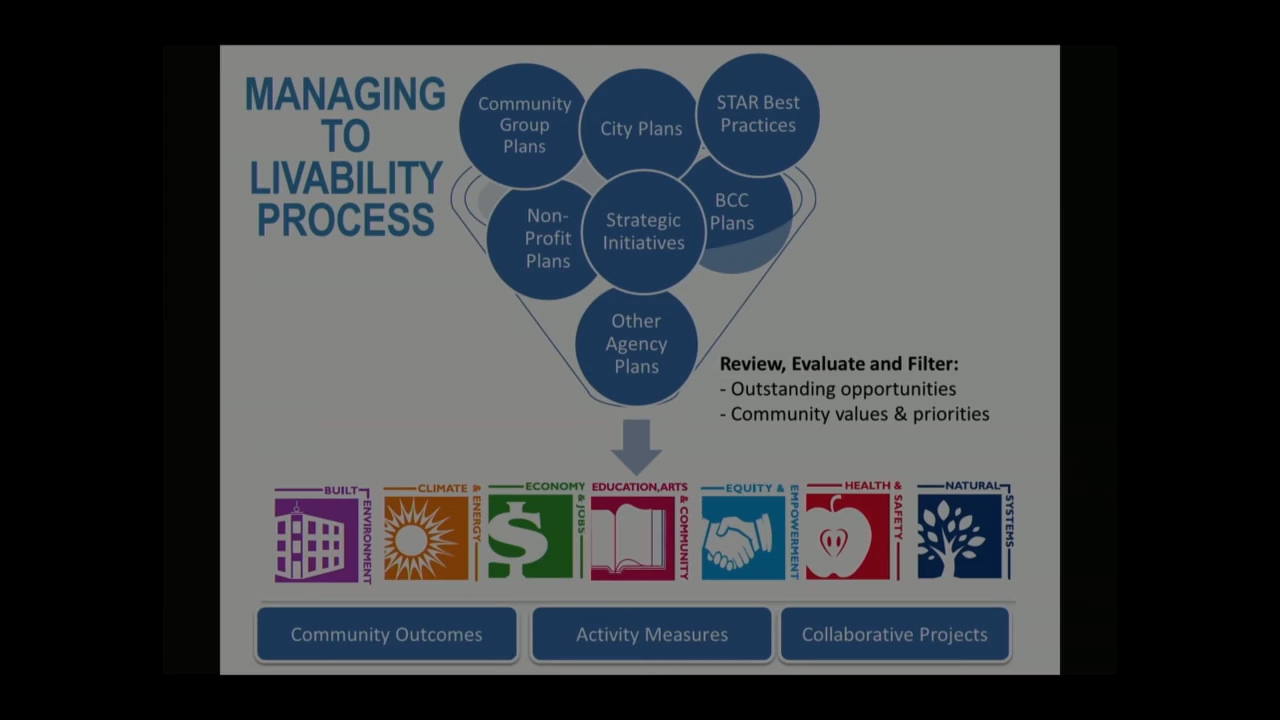 MANAGING
TO
LIVABILITY
PROCESS
Community
Group
Plans
City Plans
STAR Best
Practices
Non-
Profit
Plans
Strategic
Initiatives
BCC
Plans
Other
Agency
Plans
Review, Evaluate and Filter:
- Outstanding opportunities
- Community values & priorities
BUILT
ENVIRONMENT
CLIMATE
& ENERGY
ECONOMY
& JOBS
EDUCATION,ARTS
& COMMUNITY
EQUITY &
EMPOWERMENT
HEALTH &
SAFETY
NATURAL
SYSTEMS
Community Outcomes
Activity Measures
Collaborative Projects